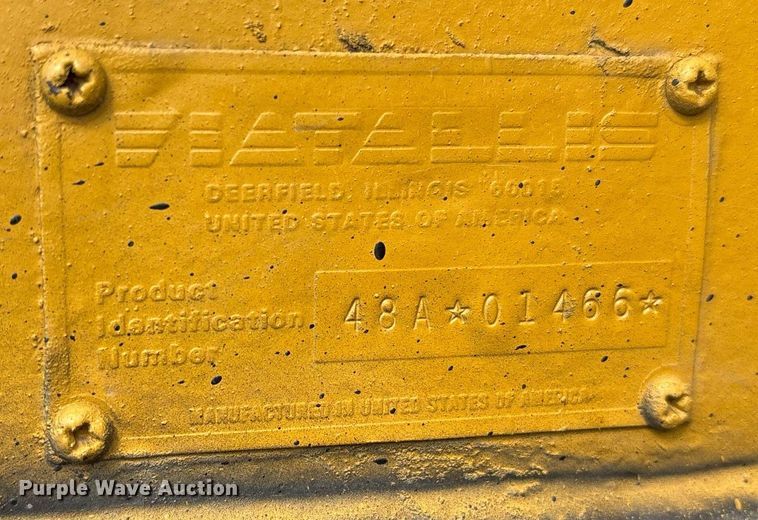 FIATALLIS
DEERFIELD, ILLINOIS 60015
UNITED STATES OF AMERICA
Product
Identification
Number
48A★01466★
MANUFACTURED IN UNITED STATES OF AMERICA
Purple Wave Auction